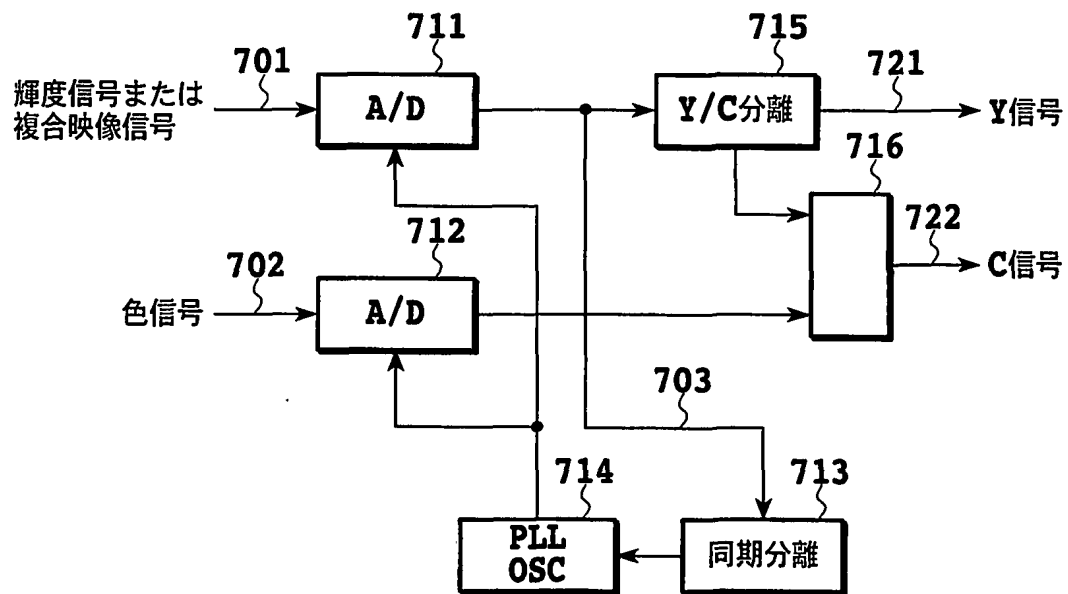 711
715
701
721
輝度信号または
複合映像信号
A/D
Y/C分離
Y信号
716
712
722
702
C信号
色信号
A/D
703
714
713
PLL
OSC
同期分離